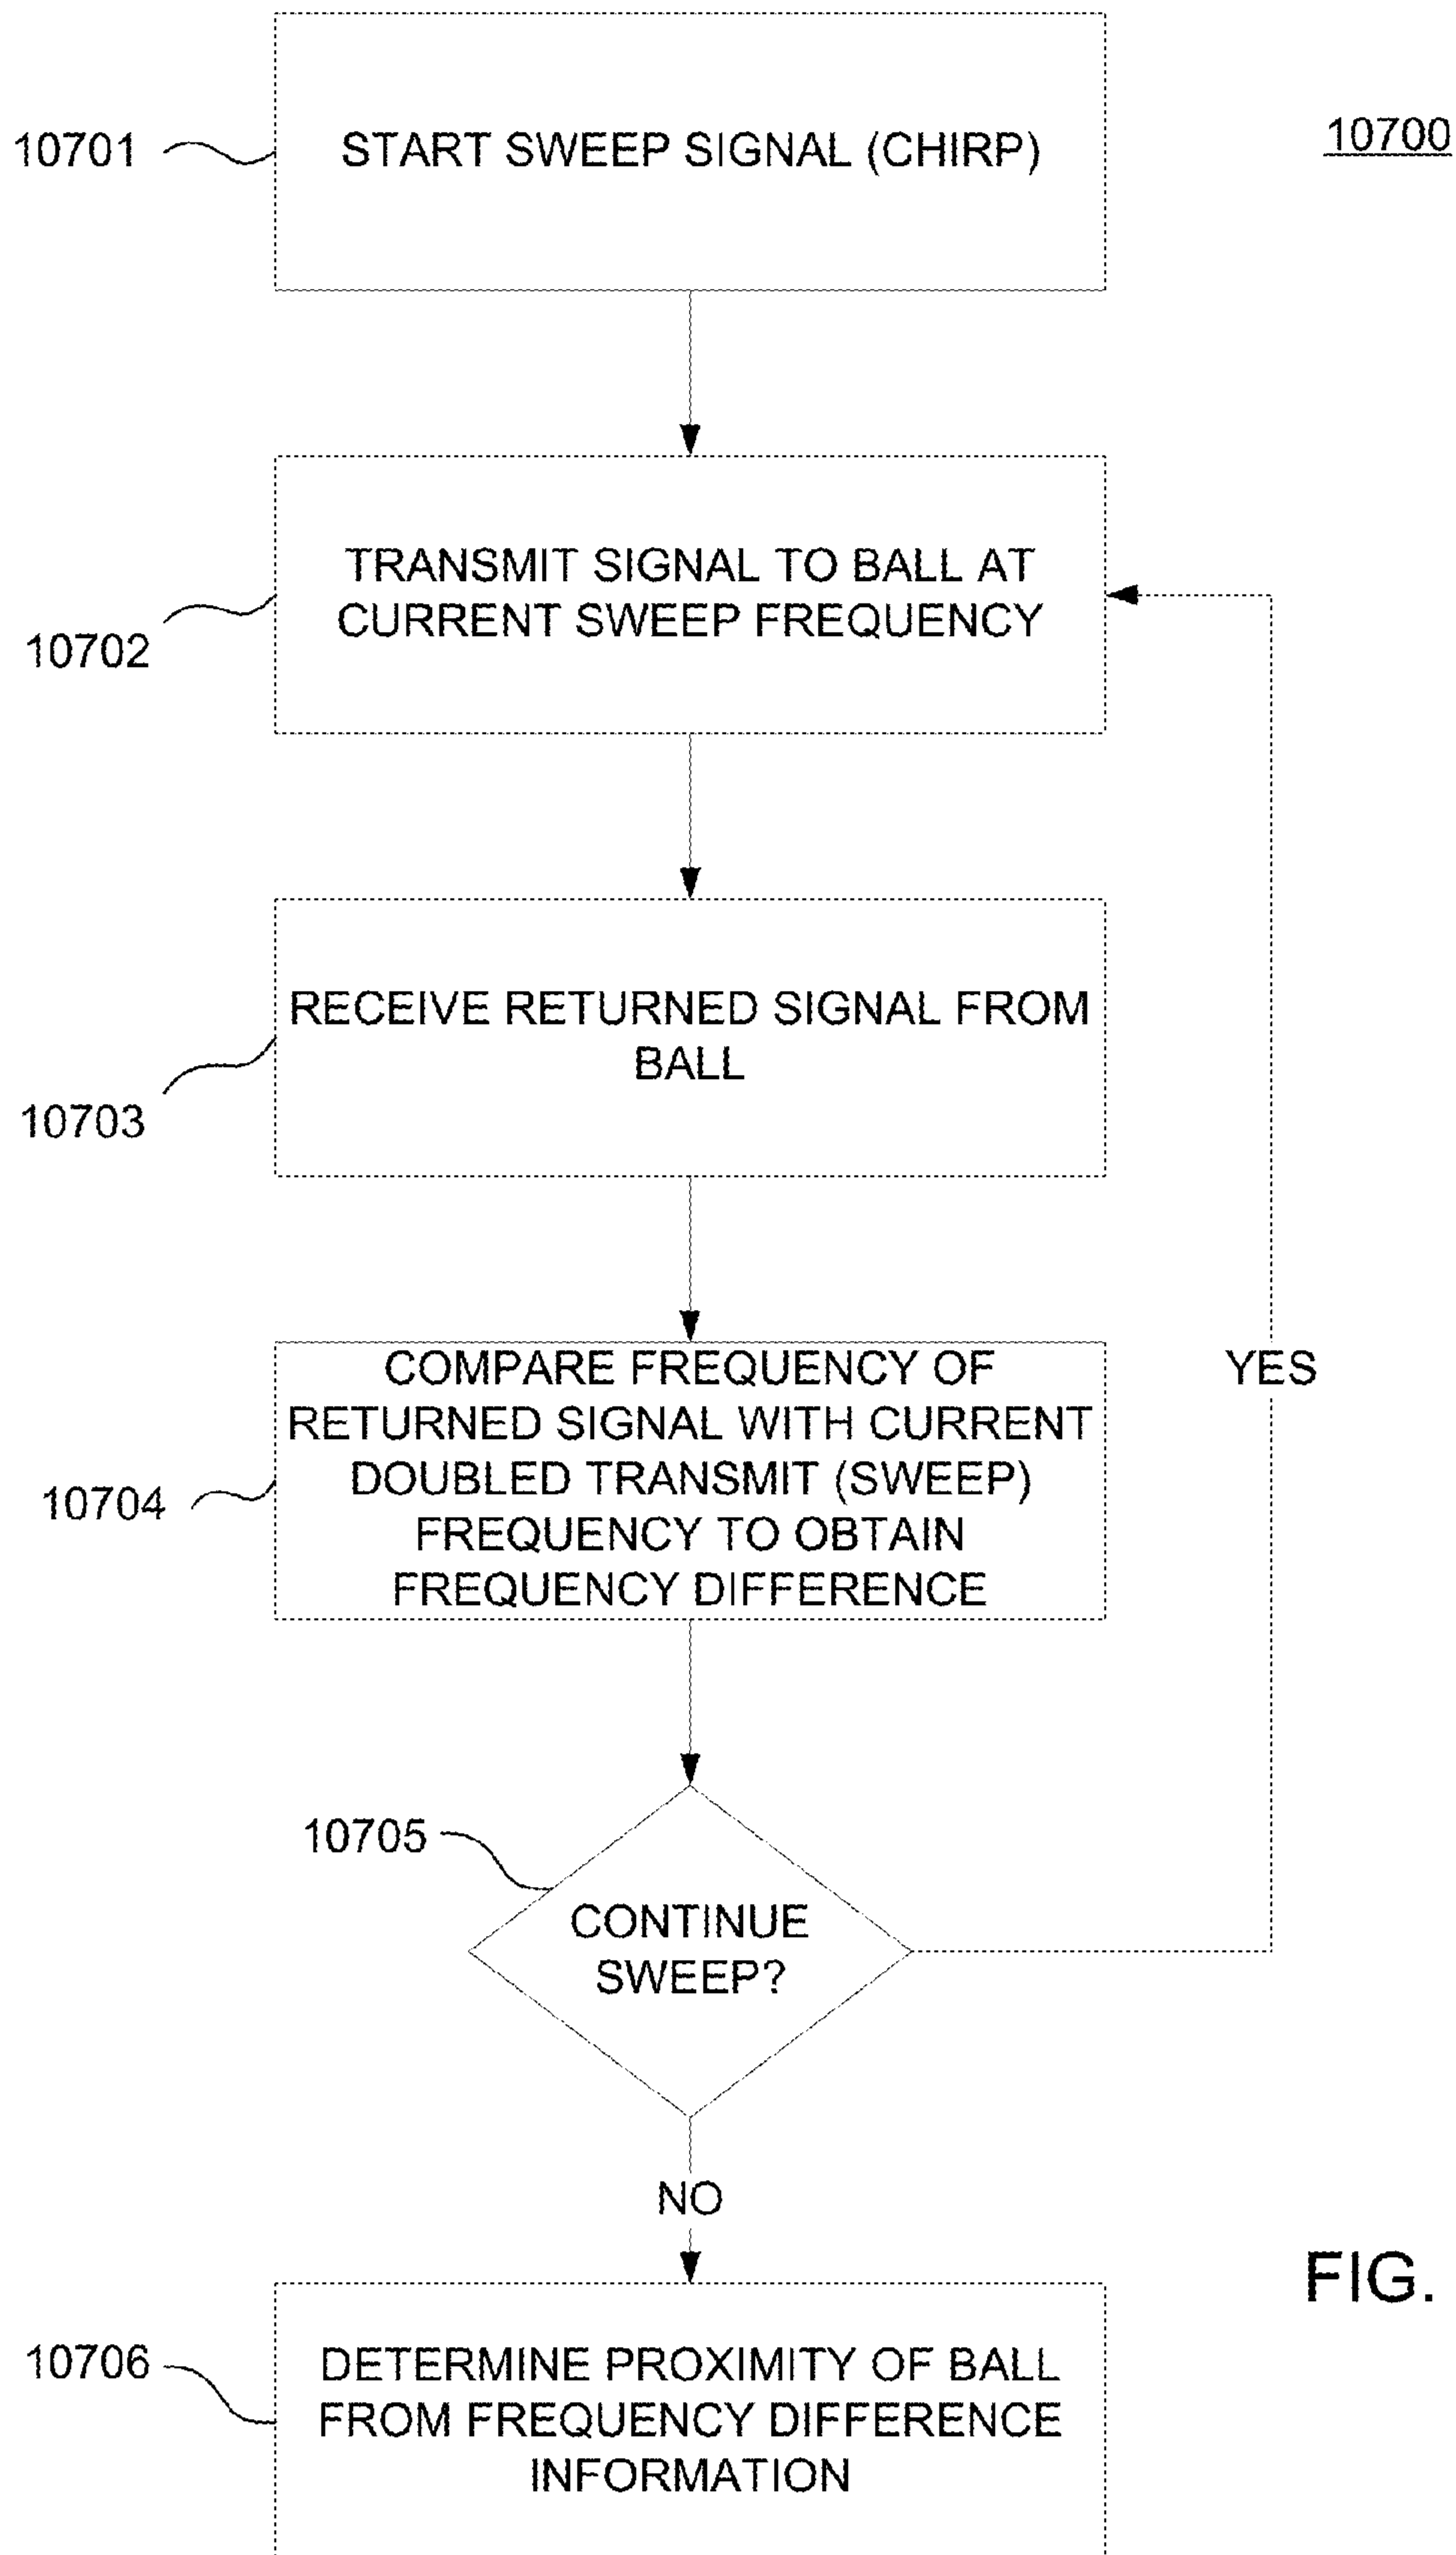 10701
START SWEEP SIGNAL (CHIRP)
10700
TRANSMIT SIGNAL TO BALL AT
CURRENT SWEEP FREQUENCY
10702
RECEIVE RETURNED SIGNAL FROM
BALL
10703
COMPARE FREQUENCY OF
RETURNED SIGNAL WITH CURRENT
DOUBLED TRANSMIT (SWEEP)
FREQUENCY TO OBTAIN
FREQUENCY DIFFERENCE
10704
YES
10705
CONTINUE
SWEEP?
NO
FIG.
10706
DETERMINE PROXIMITY OF BALL
FROM FREQUENCY DIFFERENCE
INFORMATION